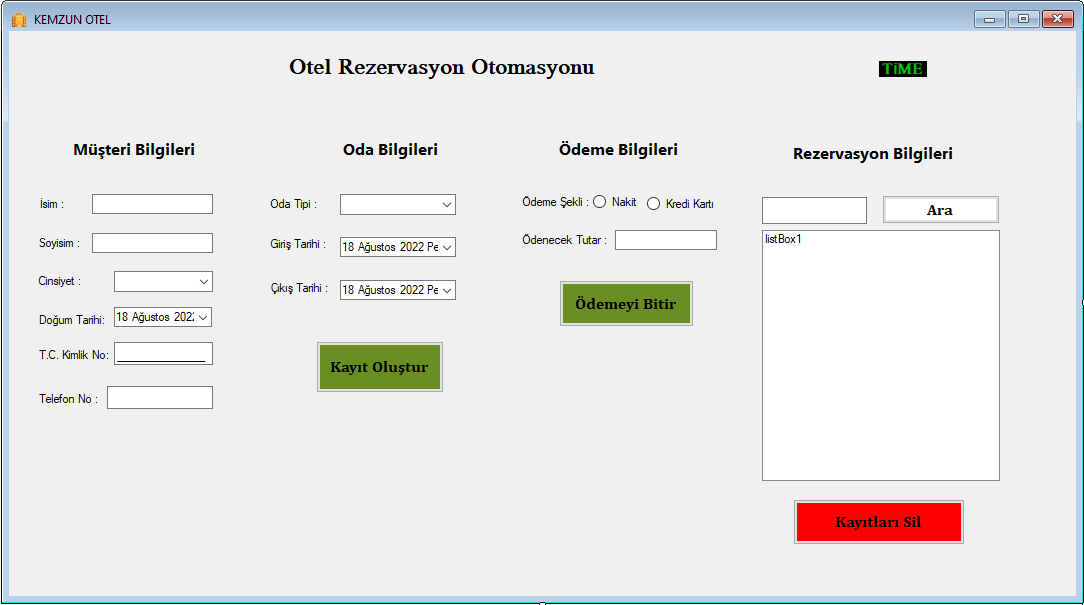 KEMZUN OTEL
Otel Rezervasyon Otomasyonu
TiME
Müşteri Bilgileri
İsim :
Soyisim :
Cinsiyet :
Doğum Tarihi:
18 Ağustos 202
T.C. Kimlik No:
Telefon No :
Oda Bilgileri
Oda Tipi :
Giriş Tarihi :
18 Ağustos 2022 Pe
Çıkış Tarihi :
18 Ağustos 2022 Pe
Kayıt Oluştur
Ödeme Bilgileri
Ödeme Şekli : Nakit Kredi Kartı
Ödenecek Tutar :
Ödemeyi Bitir
Rezervasyon Bilgileri
Ara
listBox1
Kayıtları Sil